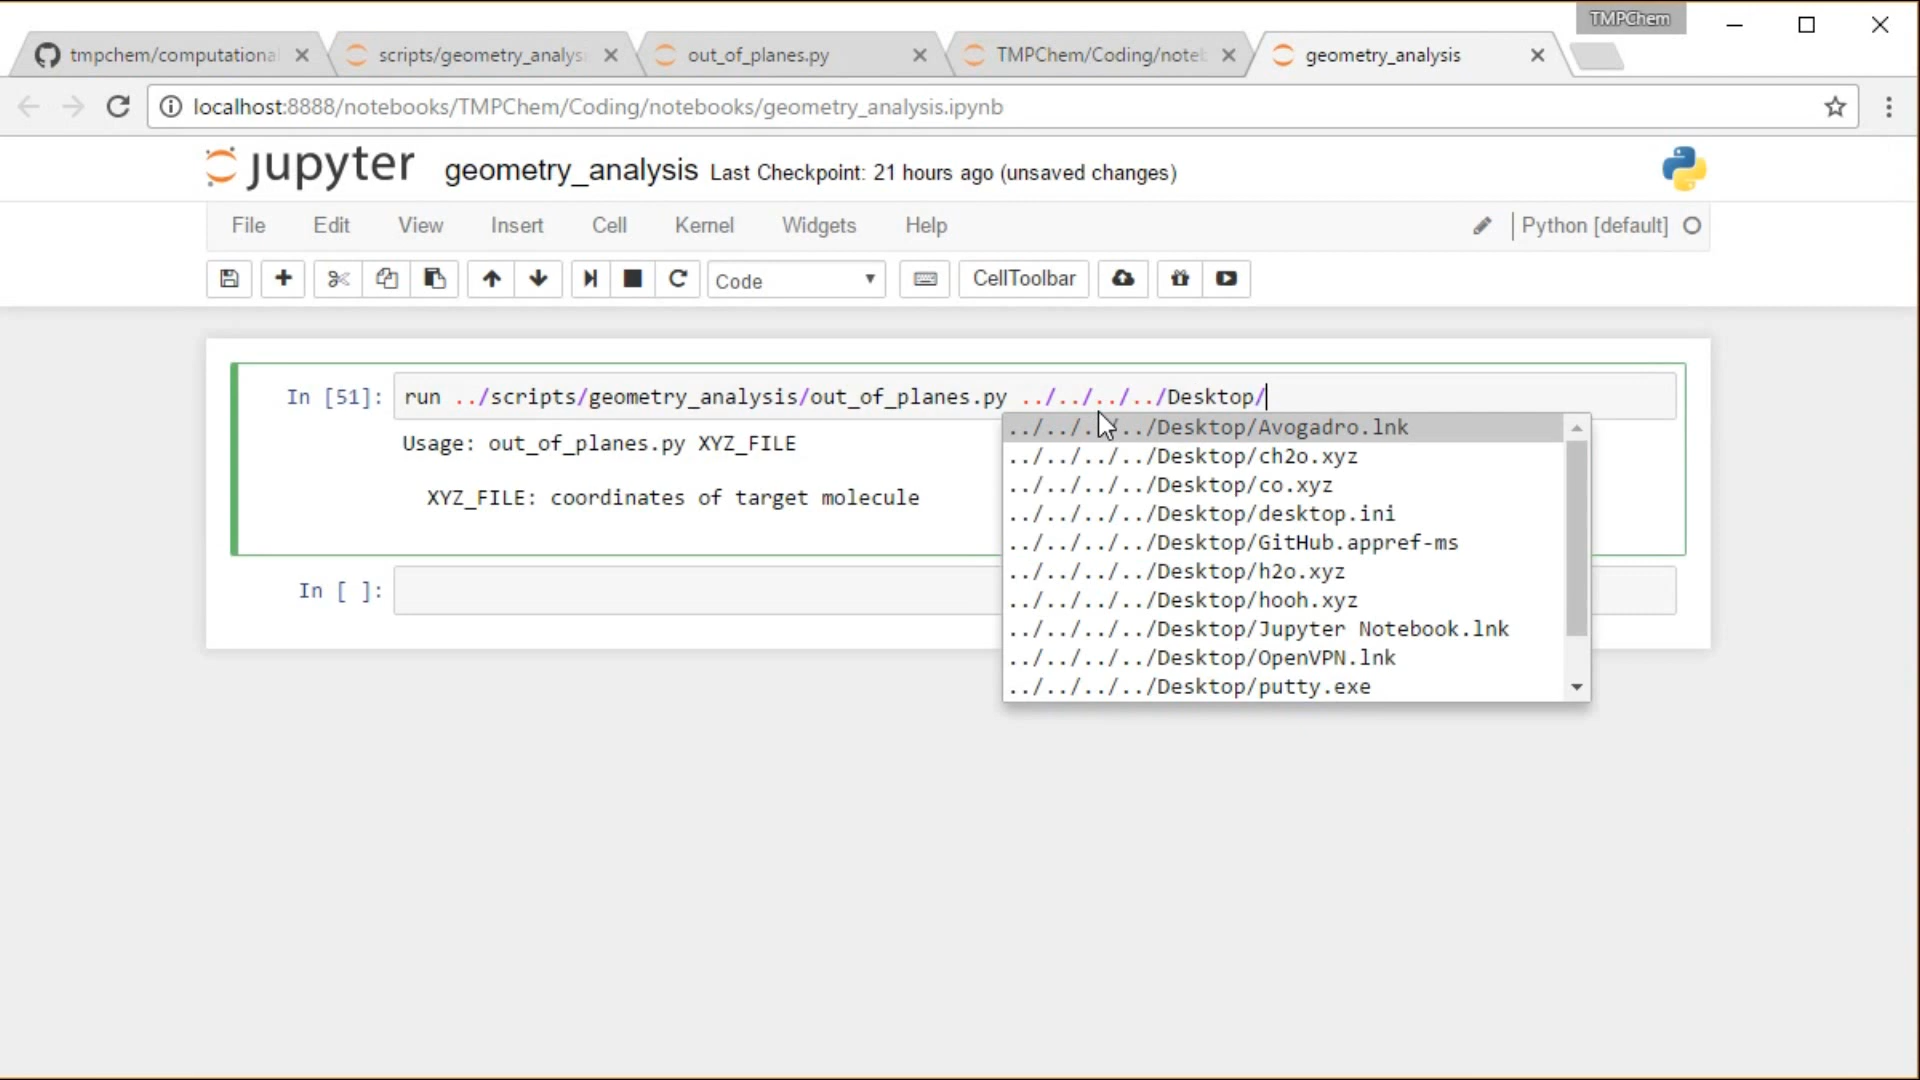 TMPChem
tmpchem/computational
scripts/geometry_analysi
out_of_planes.py
TMPChem/Coding/noteb
geometry_analysis
localhost:8888/notebooks/TMPChem/Coding/notebooks/geometry_analysis.ipynb
jupyter geometry_analysis Last Checkpoint: 21 hours ago (unsaved changes)
File Edit View Insert Cell Kernel Widgets Help Python [default]
Code CellToolbar
In [51]: run ../scripts/geometry_analysis/out_of_planes.py ../../../../Desktop/
Usage: out_of_planes.py XYZ_FILE
XYZ_FILE: coordinates of target molecule
In [ ]:
../../../../Desktop/Avogadro.lnk
../../../../Desktop/ch2o.xyz
../../../../Desktop/co.xyz
../../../../Desktop/desktop.ini
../../../../Desktop/GitHub.appref-ms
../../../../Desktop/h2o.xyz
../../../../Desktop/hooh.xyz
../../../../Desktop/Jupyter Notebook.lnk
../../../../Desktop/OpenVPN.lnk
../../../../Desktop/putty.exe